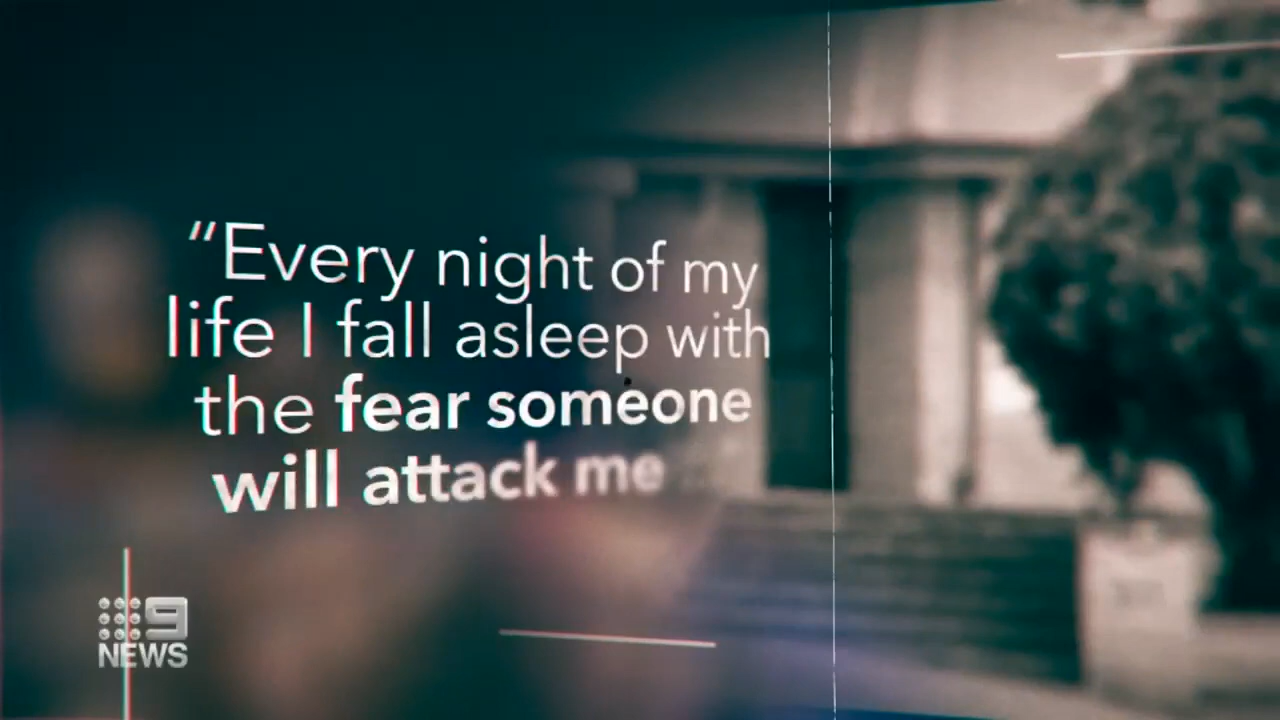 “Every night of my
life I fall asleep with
the fear someone
will attack me
9
NEWS